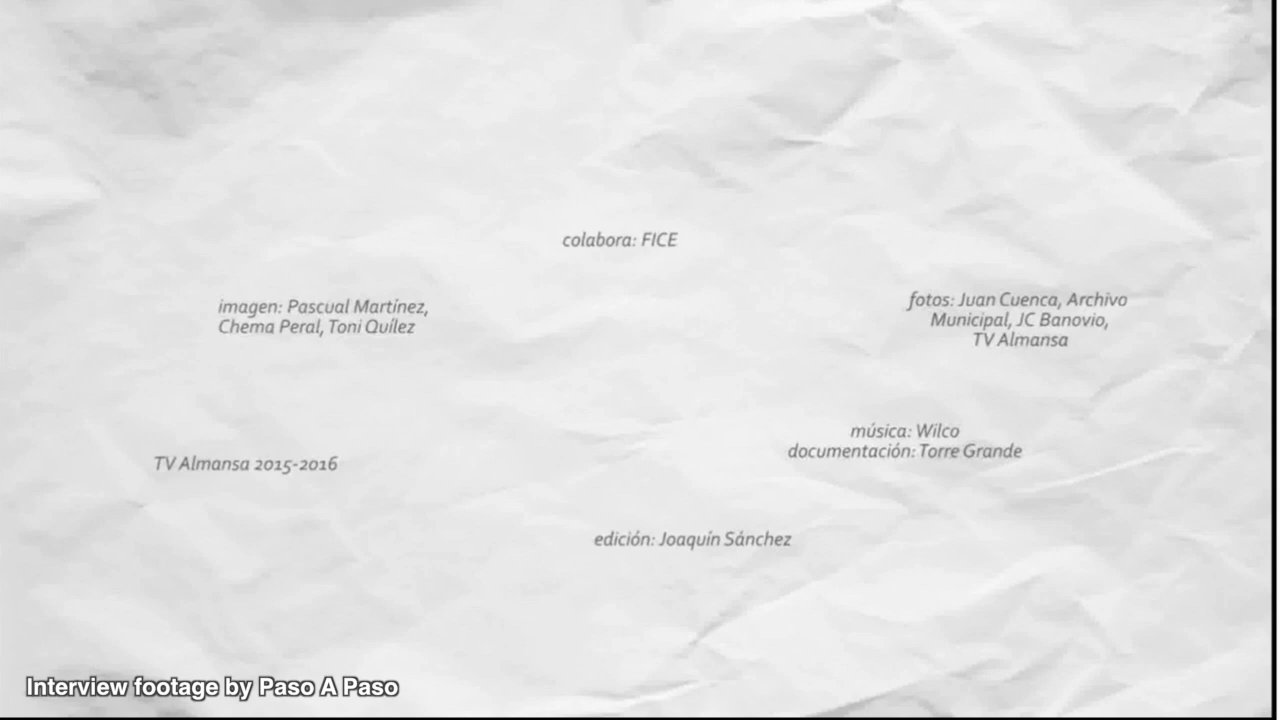 colabora: FICE
imagen: Pascual Martínez,
Chema Peral, Toni Quílez
fotos: Juan Cuenca, Archivo
Municipal, JC Banovio,
TV Almansa
música: Wilco
documentación: Torre Grande
TV Almansa 2015-2016
edición: Joaquín Sánchez
Interview footage by Paso A Paso